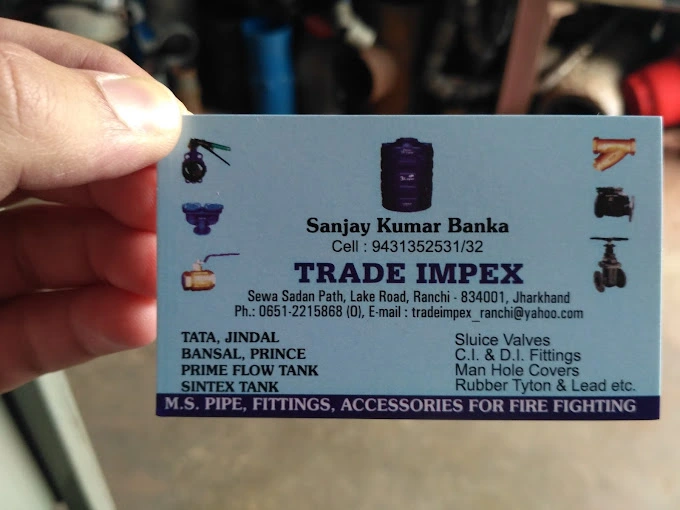 Sanjay Kumar Banka
Cell : 9431352531/32
TRADE IMPEX
Sewa Sadan Path, Lake Road, Ranchi - 834001, Jharkhand
Ph.: 0651-2215868 (O), E-mail : tradeimpex_ranchi@yahoo.com
TATA, JINDAL
BANSAL, PRINCE
PRIME FLOW TANK
SINTEX TANK
Sluice Valves
C.I. & D.I. Fittings
Man Hole Covers
Rubber Tyton & Lead etc.
M.S. PIPE, FITTINGS, ACCESSORIES FOR FIRE FIGHTING